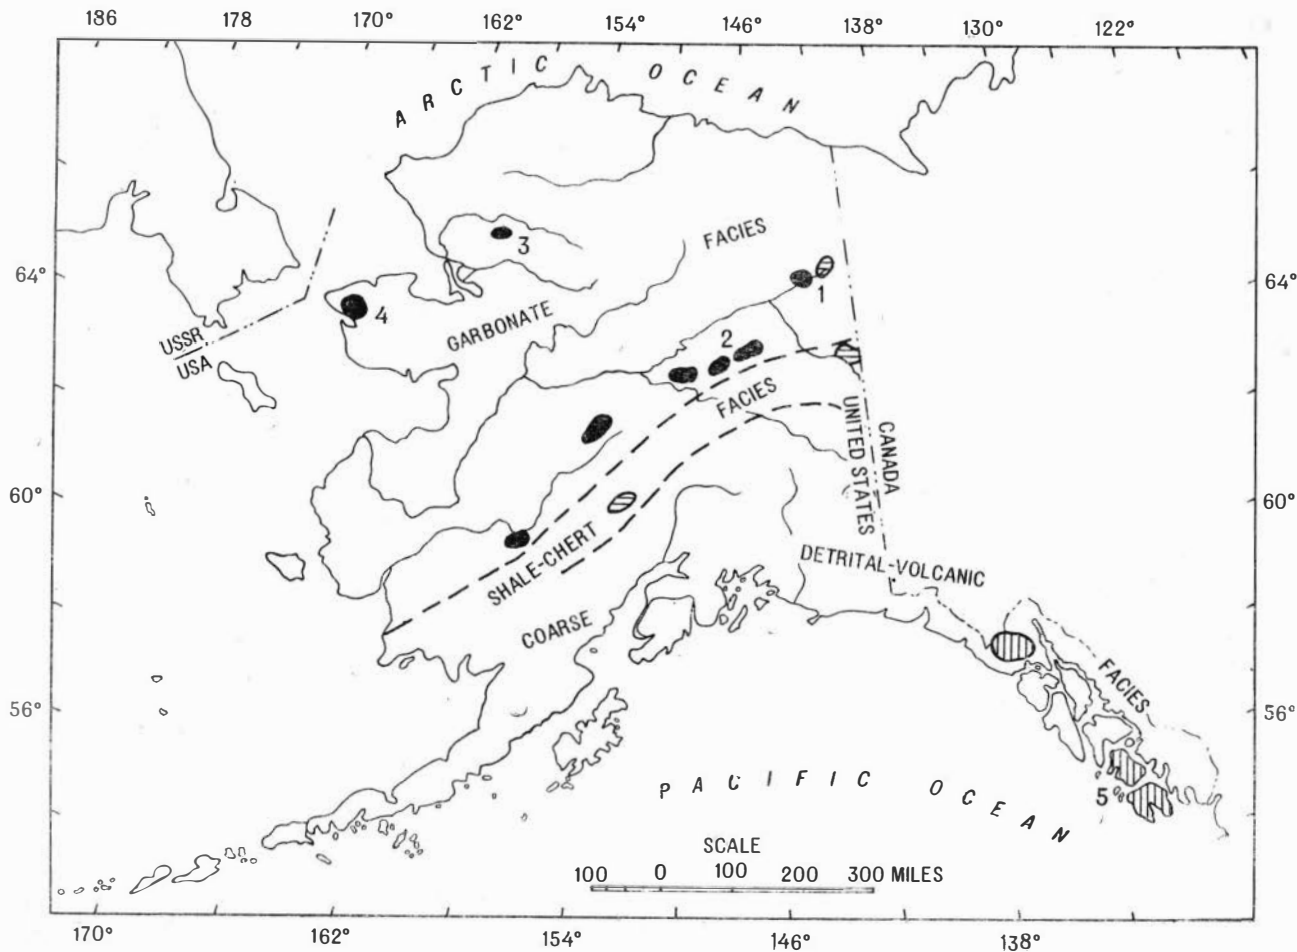 186 178 170° 162° 154° 146° 138° 130° 122°
ARCTIC OCEAN
FACIES
3
64° 64°
1
4
GARBONATE
USSR
USA
2
FACIES
UNITED STATES
CANADA
60° 60°
SHALE-CHERT
DETRITAL-VOLCANIC
COARSE
FACIES
56° 56°
PACIFIC OCEAN
5
SCALE
100 0 100 200 300 MILES
170° 162° 154° 146° 138°